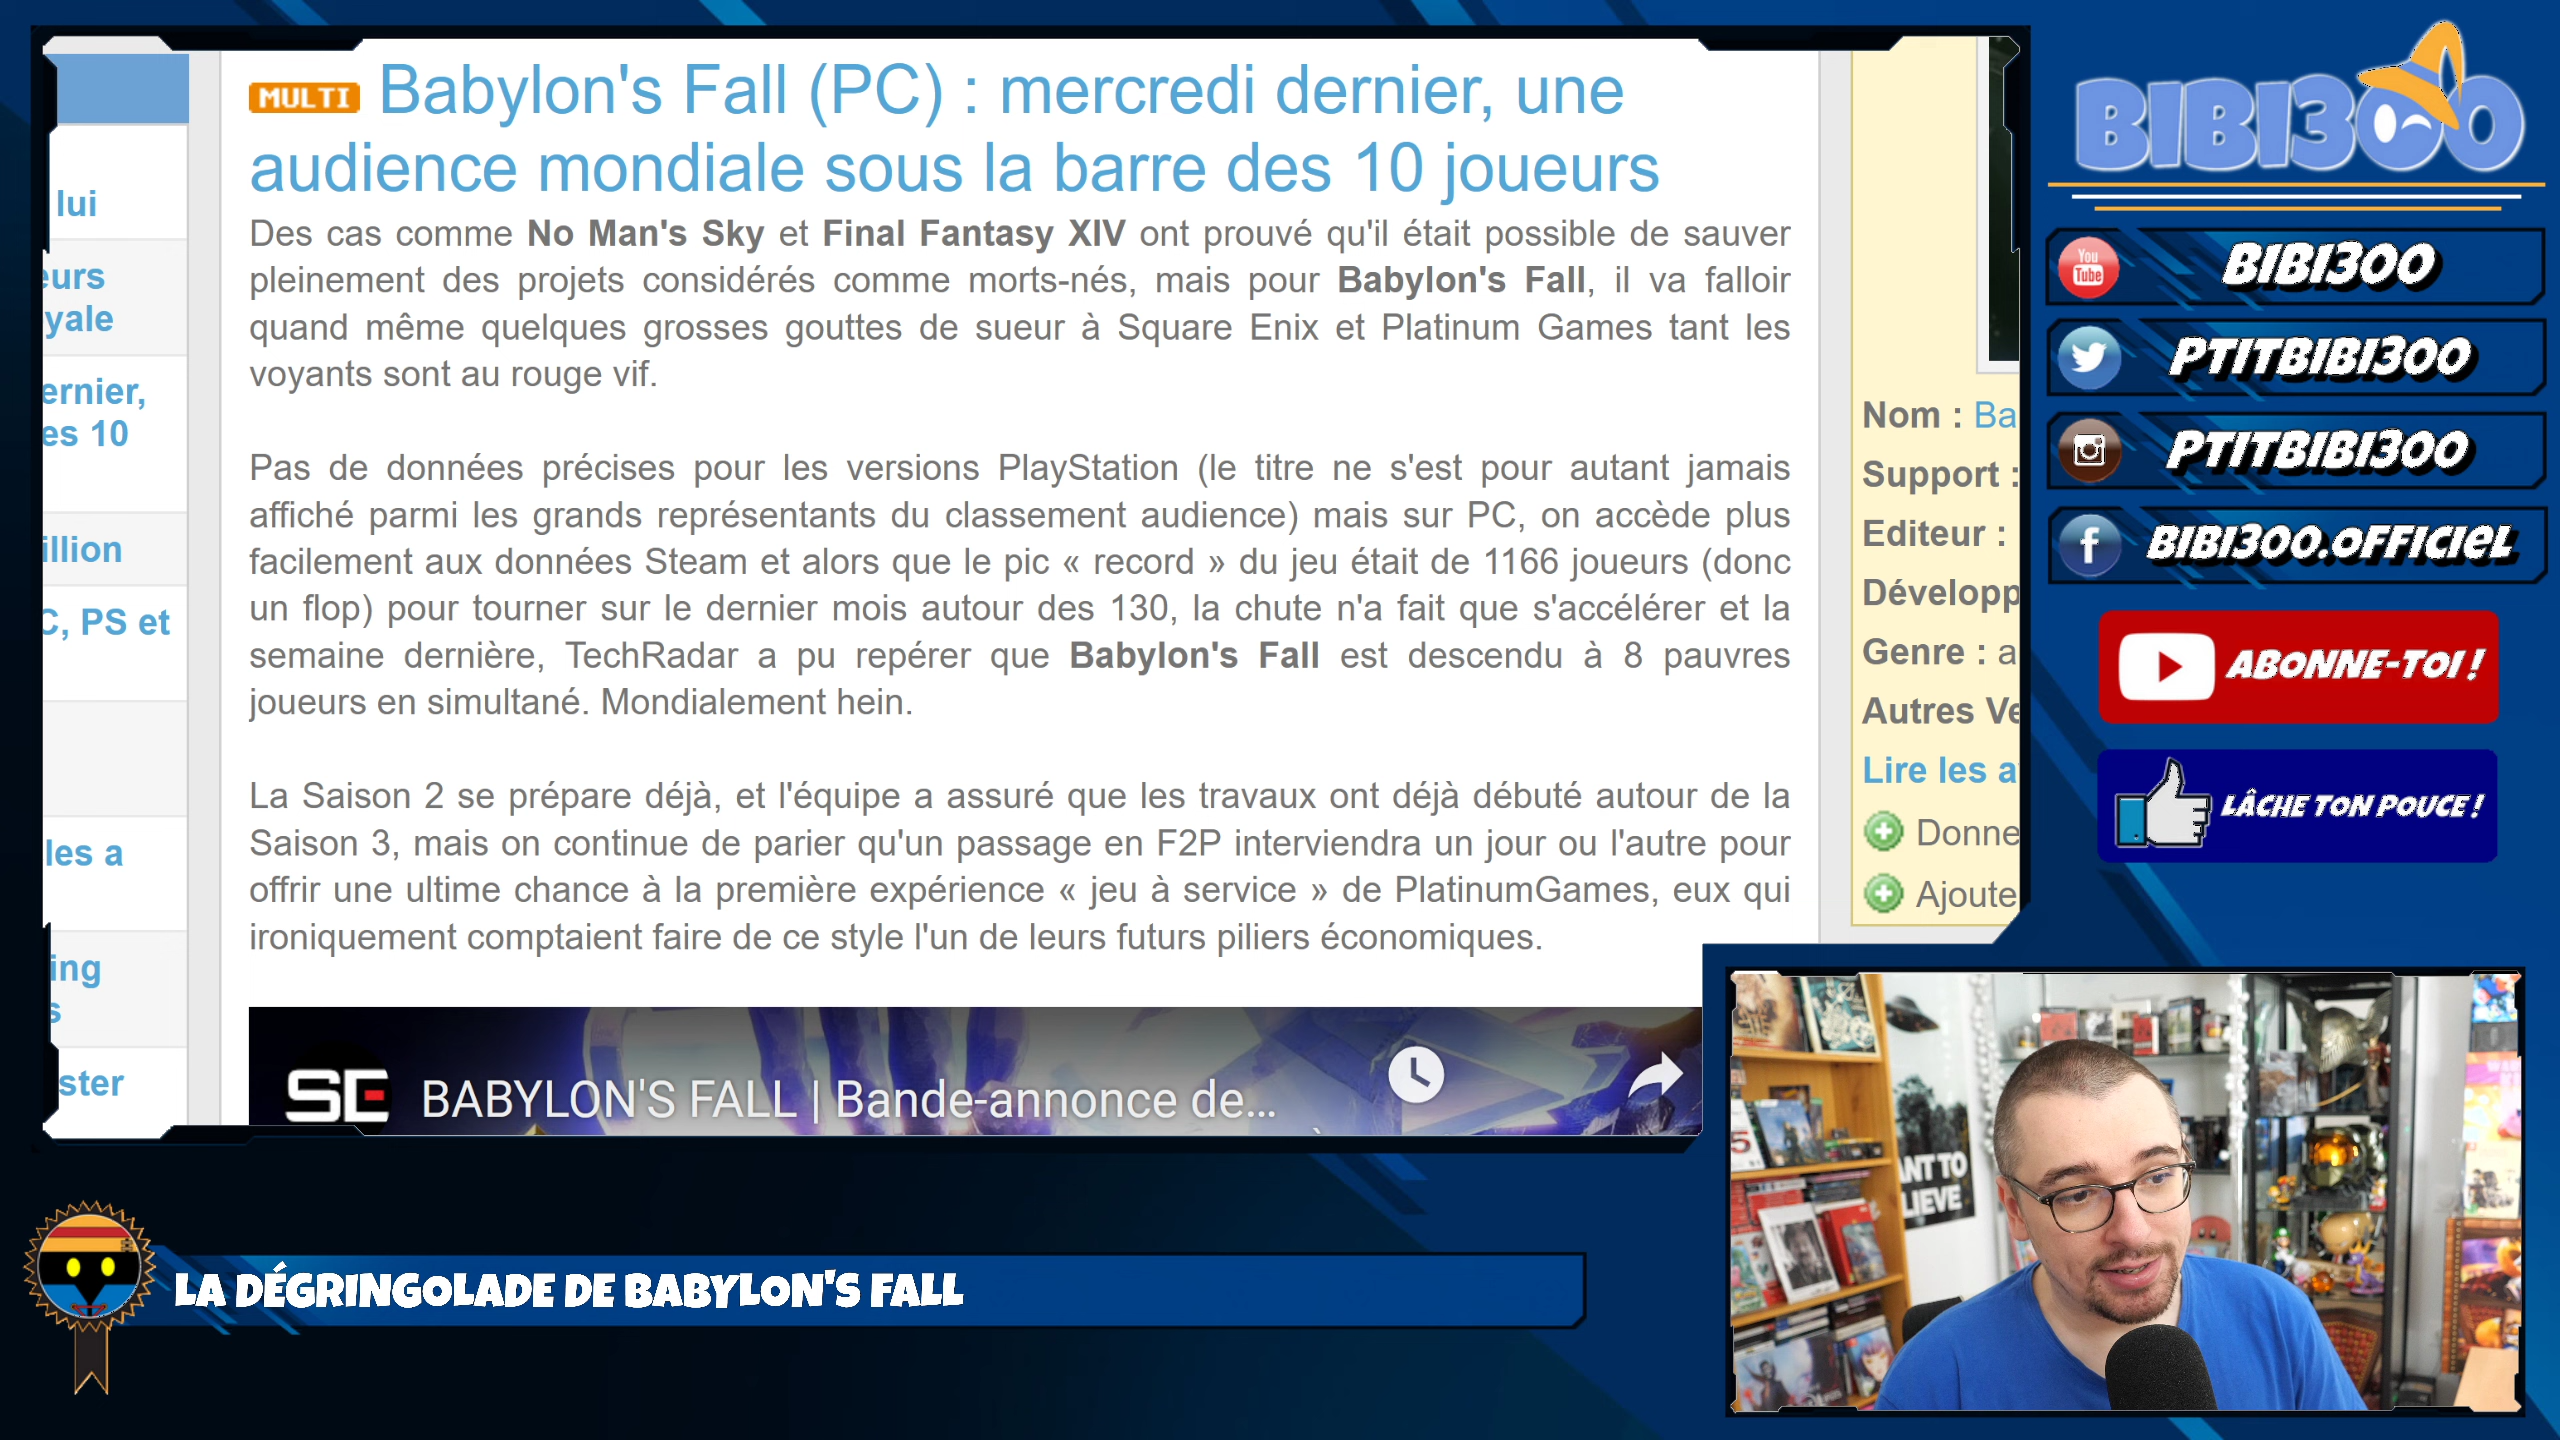 MULTI Babylon's Fall (PC) : mercredi dernier, une
audience mondiale sous la barre des 10 joueurs
Des cas comme No Man's Sky et Final Fantasy XIV ont prouvé qu'il était possible de sauver
pleinement des projets considérés comme morts-nés, mais pour Babylon's Fall, il va falloir
quand même quelques grosses gouttes de sueur à Square Enix et Platinum Games tant les
voyants sont au rouge vif.
Pas de données précises pour les versions PlayStation (le titre ne s'est pour autant jamais
affiché parmi les grands représentants du classement audience) mais sur PC, on accède plus
facilement aux données Steam et alors que le pic « record » du jeu était de 1166 joueurs (donc
un flop) pour tourner sur le dernier mois autour des 130, la chute n'a fait que s'accélérer et la
semaine dernière, TechRadar a pu repérer que Babylon's Fall est descendu à 8 pauvres
joueurs en simultané. Mondialement hein.
La Saison 2 se prépare déjà, et l'équipe a assuré que les travaux ont déjà débuté autour de la
Saison 3, mais on continue de parier qu'un passage en F2P interviendra un jour ou l'autre pour
offrir une ultime chance à la première expérience « jeu à service » de PlatinumGames, eux qui
ironiquement comptaient faire de ce style l'un de leurs futurs piliers économiques.
SE BABYLON'S FALL | Bande-annonce de...
lui
eurs
yale
ernier,
es 10
illion
C, PS et
les a
ing
s
ster
Nom : Ba
Support :
Editeur :
Développ
Genre : a
Autres Ve
Lire les a
Donne
Ajoute
BIBI300
You Tube BIBI300
PTITBIBI300
PTITBIBI300
f BIBI300.OFFICIEL
ABONNE-TOI !
LÂCHE TON POUCE !
ANT TO
LIEVE
LA DÉGRINGOLADE DE BABYLON'S FALL